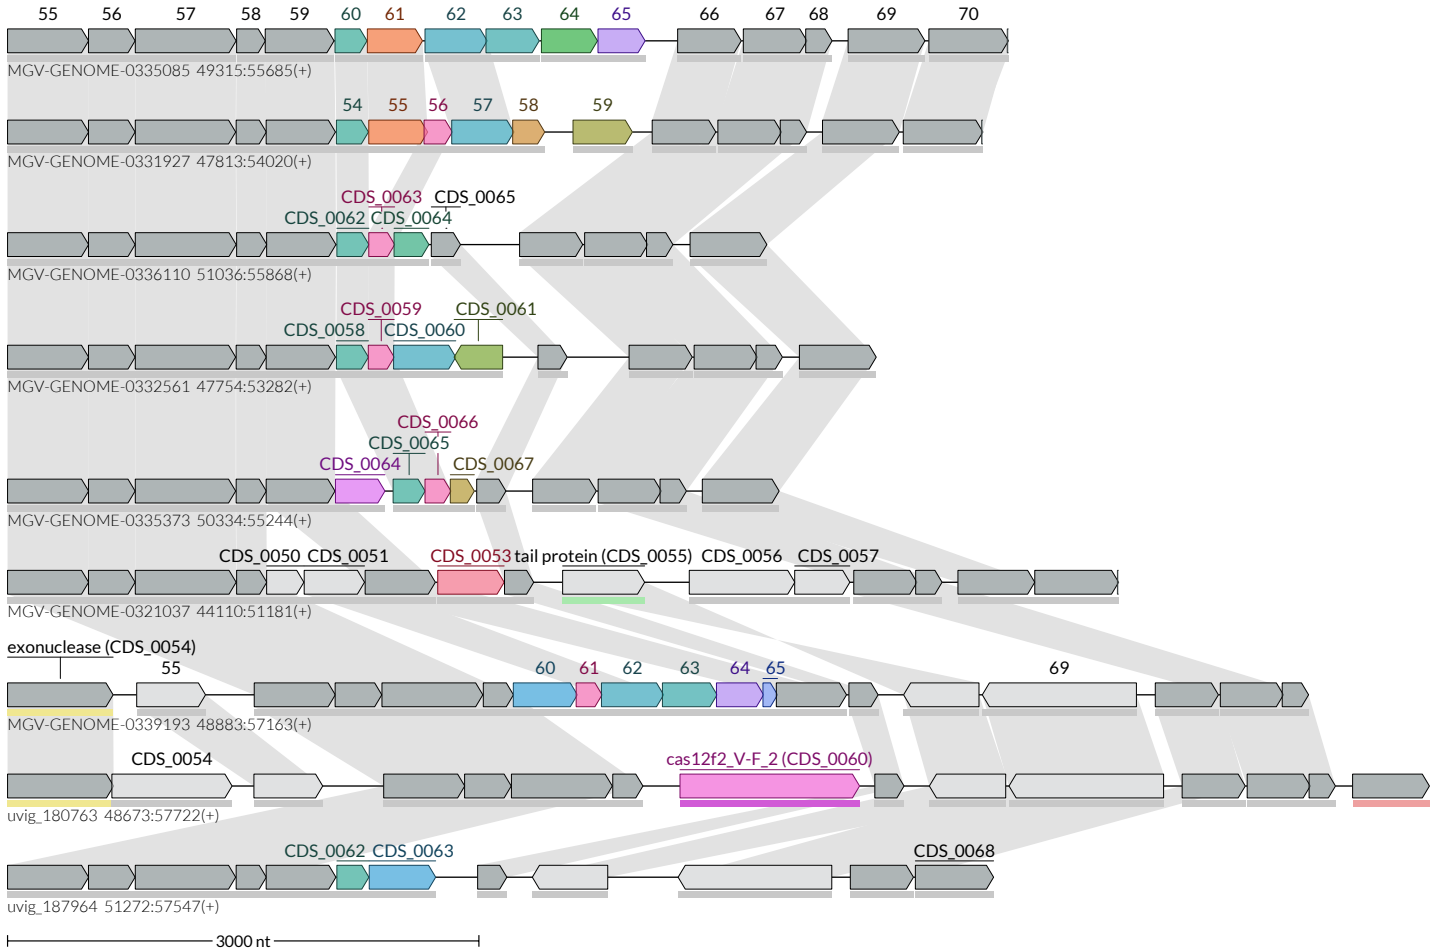 55 56 57 58 59 60 61 62 63 64 65 66 67 68 69 70
MGV-GENOME-0335085 49315:55685(+)
54 55 56 57 58 59
MGV-GENOME-0331927 47813:54020(+)
CDS_0063 CDS_0065
CDS_0062 CDS_0064
MGV-GENOME-0336110 51036:55868(+)
CDS_0059 CDS_0061
CDS_0058 CDS_0060
MGV-GENOME-0332561 47754:53282(+)
CDS_0066
CDS_0065
CDS_0064 CDS_0067
MGV-GENOME-0335373 50334:55244(+)
CDS_0050 CDS_0051 CDS_0053 tail protein (CDS_0055) CDS_0056 CDS_0057
MGV-GENOME-0321037 44110:51181(+)
exonuclease (CDS_0054)
55 60 61 62 63 64 65 69
MGV-GENOME-0339193 48883:57163(+)
CDS_0054 cas12f2_V-F_2 (CDS_0060)
uvig_180763 48673:57722(+)
CDS_0062 CDS_0063 CDS_0068
uvig_187964 51272:57547(+)
3000 nt